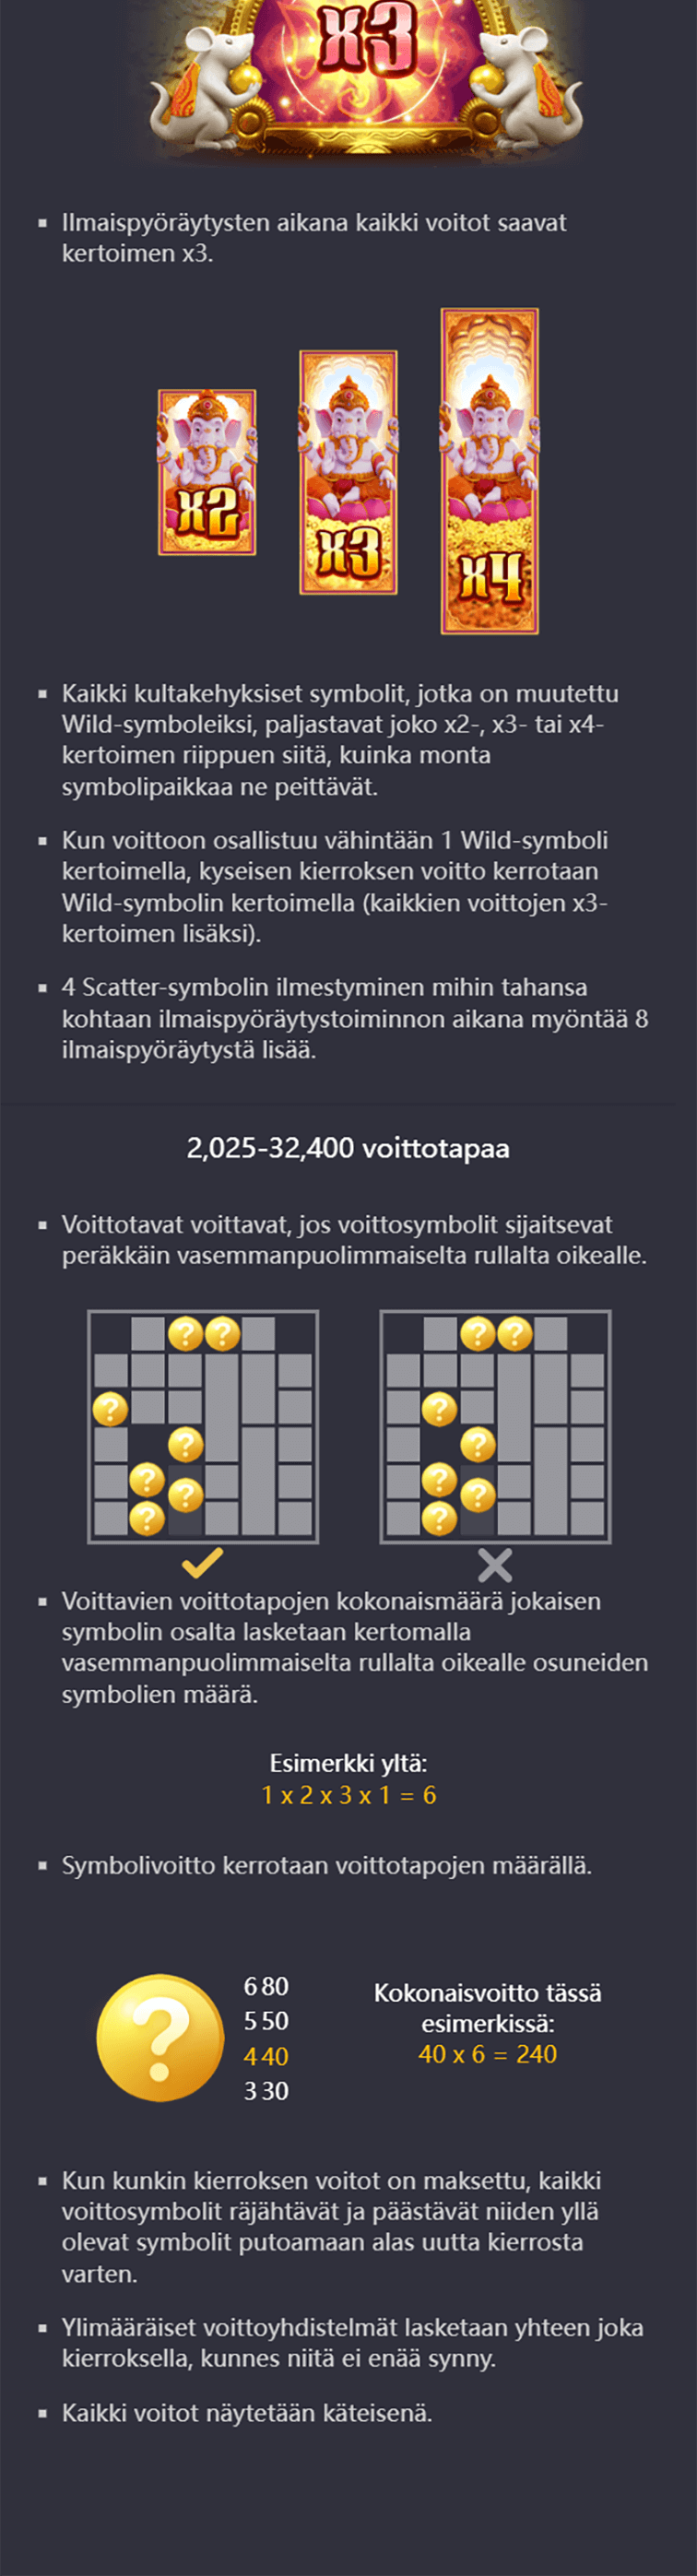 x3
Ilmaispyöräytysten aikana kaikki voitot saavat
kertoimen x3.
x2
x3
x4
Kaikki kultakehyksiset symbolit, jotka on muutettu
Wild-symboleiksi, paljastavat joko x2-, x3- tai x4-
kertoimen riippuen siitä, kuinka monta
symbolipaikkaa ne peittävät.
Kun voittoon osallistuu vähintään 1 Wild-symboli
kertoimella, kyseisen kierroksen voitto kerrotaan
Wild-symbolin kertoimella (kaikkien voittojen x3-
kertoimen lisäksi).
4 Scatter-symbolin ilmestyminen mihin tahansa
kohtaan ilmaispyöräytystoiminnon aikana myöntää 8
ilmaispyöräytystä lisää.
2,025-32,400 voittotapaa
Voittotavat voittavat, jos voittosymbolit sijaitsevat
peräkkäin vasemmanpuolimmaiselta rullalta oikealle.
? ? ? ?
? ?
? ?
? ?
? ? ? ?
? ?
Voittavien voittotapojen kokonaismäärä jokaisen
symbolin osalta lasketaan kertomalla
vasemmanpuolimmaiselta rullalta oikealle osuneiden
symbolien määrä.
Esimerkki yltä:
1 x 2 x 3 x 1 = 6
Symbolivoitto kerrotaan voittotapojen määrällä.
?
6 80
5 50
4 40
3 30
Kokonaisvoitto tässä
esimerkissä:
40 x 6 = 240
Kun kunkin kierroksen voitot on maksettu, kaikki
voittosymbolit räjähtävät ja päästävät niiden yllä
olevat symbolit putoamaan alas uutta kierrosta
varten.
Ylimääräiset voittoyhdistelmät lasketaan yhteen joka
kierroksella, kunnes niitä ei enää synny.
Kaikki voitot näytetään käteisenä.